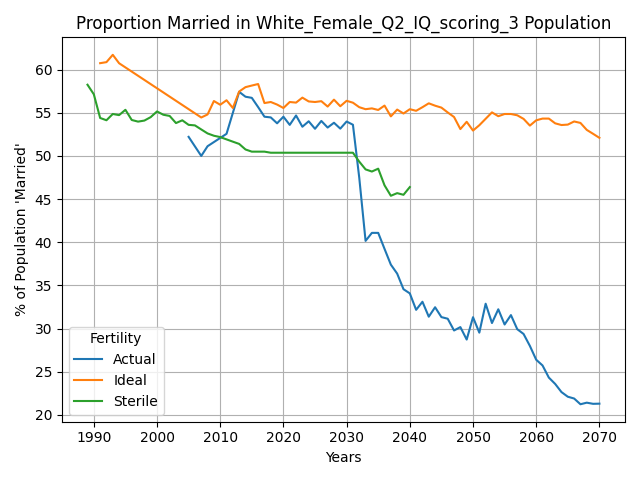 Proportion Married in White_Female_Q2_IQ_scoring_3 Population
% of Population 'Married'
60
55
50
45
40
35
30
25
20
Fertility
Actual
Ideal
Sterile
1990 2000 2010 2020 2030 2040 2050 2060 2070
Years